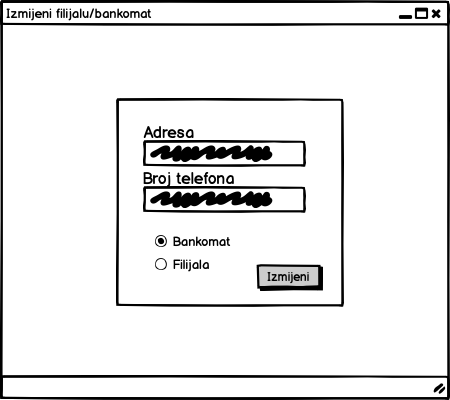 Izmijeni filijalu/bankomat
Adresa
Broj telefona
Bankomat
Filijala
Izmijeni